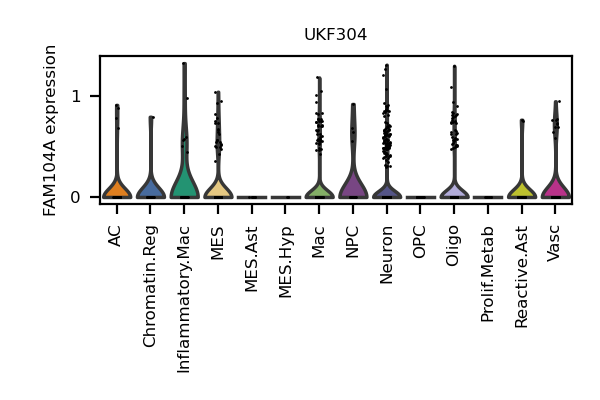 UKF304
FAM104A expression
1
0
AC
Chromatin.Reg
Inflammatory.Mac
MES
MES.Ast
MES.Hyp
Mac
NPC
Neuron
OPC
Oligo
Prolif.Metab
Reactive.Ast
Vasc